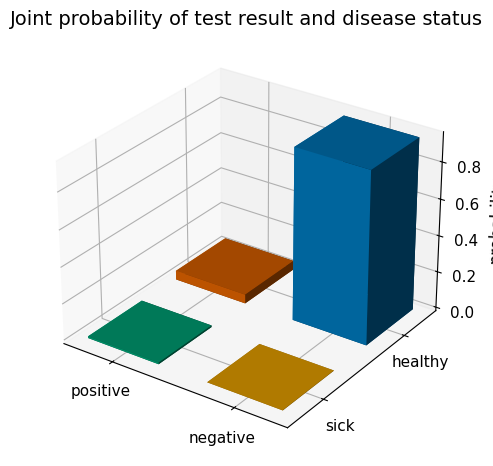 Joint probability of test result and disease status
0.8
0.6
0.4
0.2
0.0
healthy
positive
sick
negative